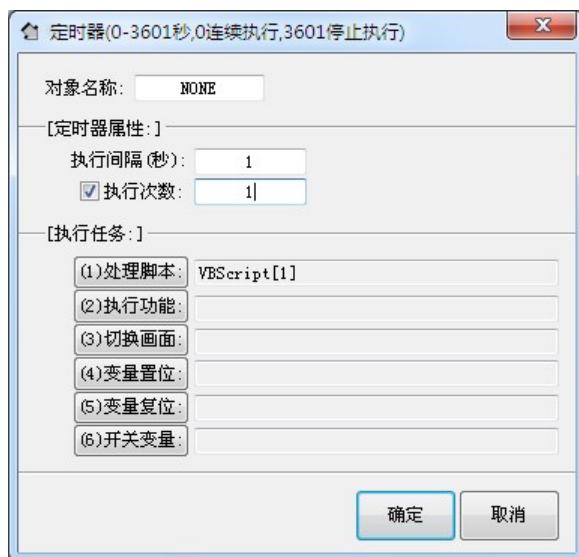 定时器(0-3601秒,0连续执行,3601停止执行)
对象名称: NONE
[定时器属性:]
执行间隔(秒): 1
执行次数: 1
[执行任务:]
(1)处理脚本: VBScript[1]
(2)执行功能:
(3)切换画面:
(4)变量置位:
(5)变量复位:
(6)开关变量:
确定 取消